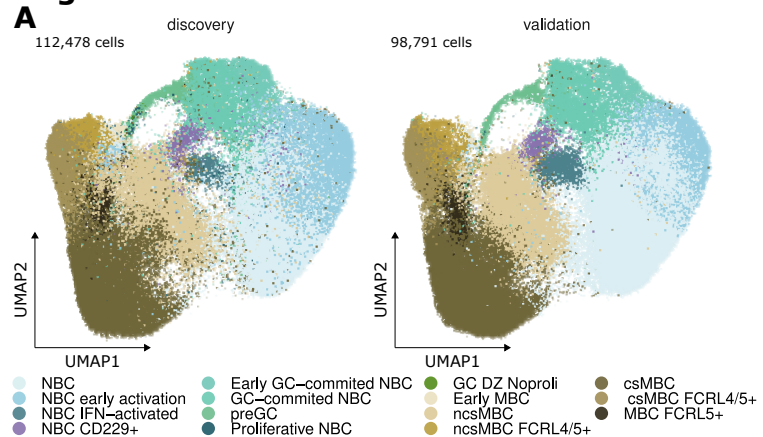 A
discovery
validation
112,478 cells
98,791 cells
UMAP2
UMAP1
UMAP2
UMAP1
NBC
NBC early activation
NBC IFN−activated
NBC CD229+
Early GC−commited NBC
GC−commited NBC
preGC
Proliferative NBC
GC DZ Noproli
Early MBC
ncsMBC
ncsMBC FCRL4/5+
csMBC
csMBC FCRL4/5+
MBC FCRL5+